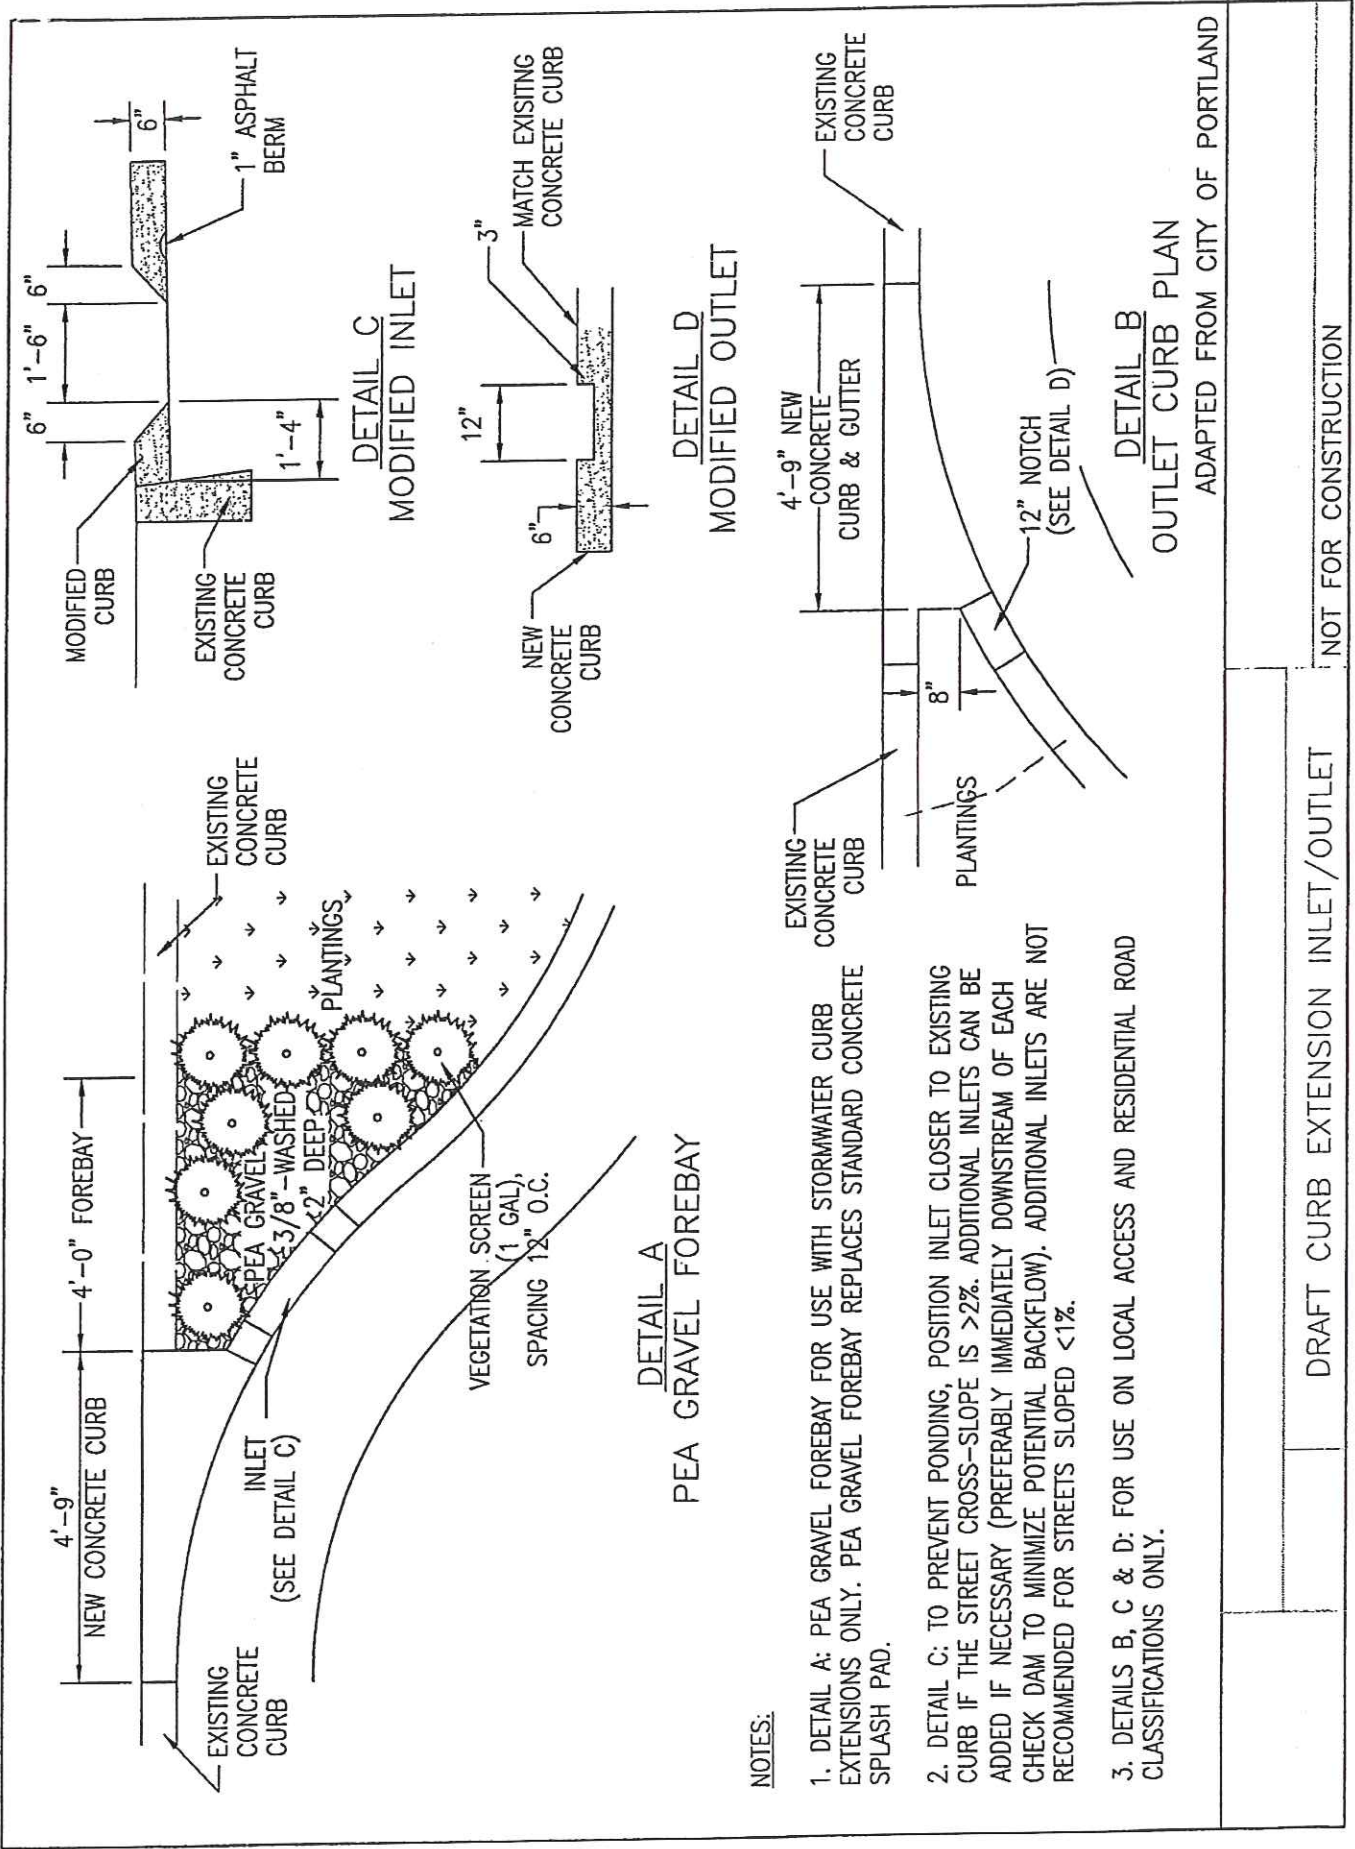 4'-9"
NEW CONCRETE CURB
4'-0" FOREBAY
EXISTING
CONCRETE
CURB
EXISTING
CONCRETE
CURB
INLET
(SEE DETAIL C)
PEA GRAVEL
3/8"-WASHED
2" DEEP
PLANTINGS
VEGETATION SCREEN
(1 GAL),
SPACING 12" O.C.
DETAIL A
PEA GRAVEL FOREBAY
MODIFIED
CURB
EXISTING
CONCRETE
CURB
6"
1'-6"
6"
6"
1'-4"
1" ASPHALT
BERM
DETAIL C
MODIFIED INLET
NEW
CONCRETE
CURB
6"
12"
3"
MATCH EXISITNG
CONCRETE CURB
DETAIL D
MODIFIED OUTLET
EXISTING
CONCRETE
CURB
4'-9" NEW
CONCRETE
CURB & GUTTER
EXISTING
CONCRETE
CURB
8"
PLANTINGS
12" NOTCH
(SEE DETAIL D)
DETAIL B
OUTLET CURB PLAN
ADAPTED FROM CITY OF PORTLAND
NOTES:
1. DETAIL A: PEA GRAVEL FOREBAY FOR USE WITH STORMWATER CURB
EXTENSIONS ONLY. PEA GRAVEL FOREBAY REPLACES STANDARD CONCRETE
SPLASH PAD.
2. DETAIL C: TO PREVENT PONDING, POSITION INLET CLOSER TO EXISTING
CURB IF THE STREET CROSS-SLOPE IS >2%. ADDITIONAL INLETS CAN BE
ADDED IF NECESSARY (PREFERABLY IMMEDIATELY DOWNSTREAM OF EACH
CHECK DAM TO MINIMIZE POTENTIAL BACKFLOW). ADDITIONAL INLETS ARE NOT
RECOMMENDED FOR STREETS SLOPED <1%.
3. DETAILS B, C & D: FOR USE ON LOCAL ACCESS AND RESIDENTIAL ROAD
CLASSIFICATIONS ONLY.
DRAFT CURB EXTENSION INLET/OUTLET
NOT FOR CONSTRUCTION